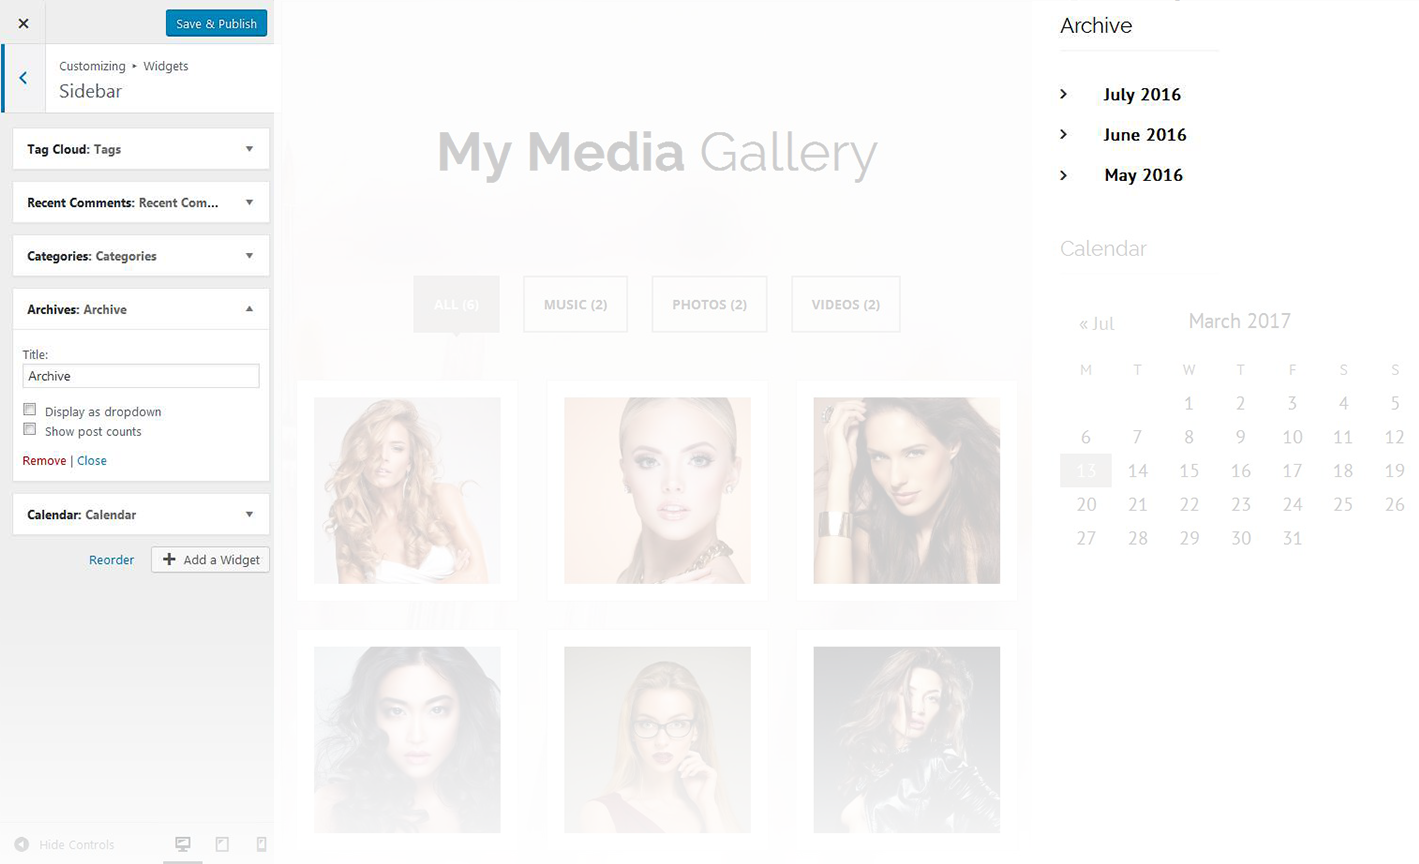 Save & Publish
Customizing ▸ Widgets
Sidebar
Tag Cloud: Tags
Recent Comments: Recent Com...
Categories: Categories
Archives: Archive
Title:
Archive
Display as dropdown
Show post counts
Remove | Close
Calendar: Calendar
Reorder
Add a Widget
Hide Controls
My Media Gallery
ALL (6)
MUSIC (2)
PHOTOS (2)
VIDEOS (2)
Archive
July 2016
June 2016
May 2016
Calendar
« Jul
March 2017
M T W T F S S
1 2 3 4 5
6 7 8 9 10 11 12
13 14 15 16 17 18 19
20 21 22 23 24 25 26
27 28 29 30 31